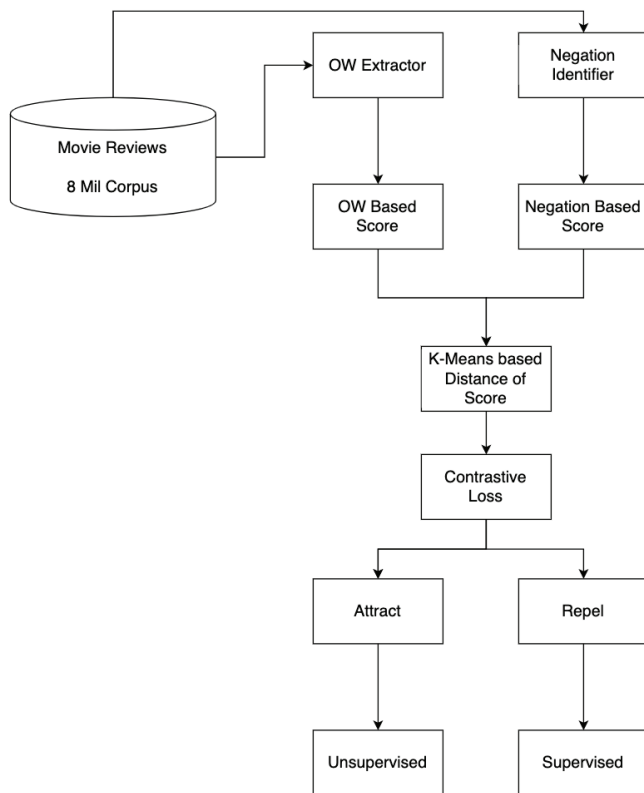 OW Extractor
Negation
Identifier
Movie Reviews
8 Mil Corpus
OW Based
Score
Negation Based
Score
K-Means based
Distance of
Score
Contrastive
Loss
Attract
Repel
Unsupervised
Supervised